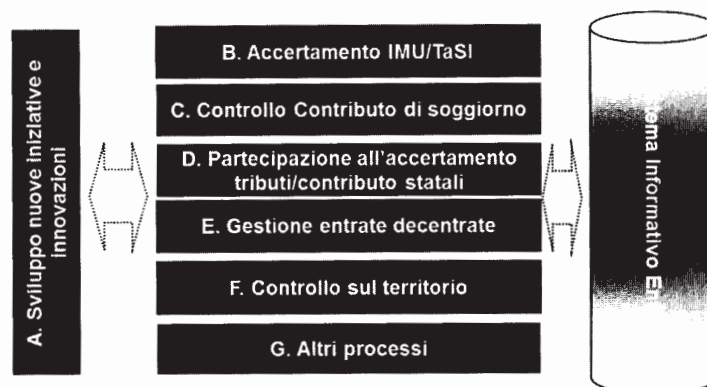 A. Sviluppo nuove iniziative e
innovazioni
B. Accertamento IMU/TaSI
C. Controllo Contributo di soggiorno
D. Partecipazione all'accertamento
tributi/contributo statali
E. Gestione entrate decentrate
F. Controllo sul territorio
G. Altri processi
tema Informativo E